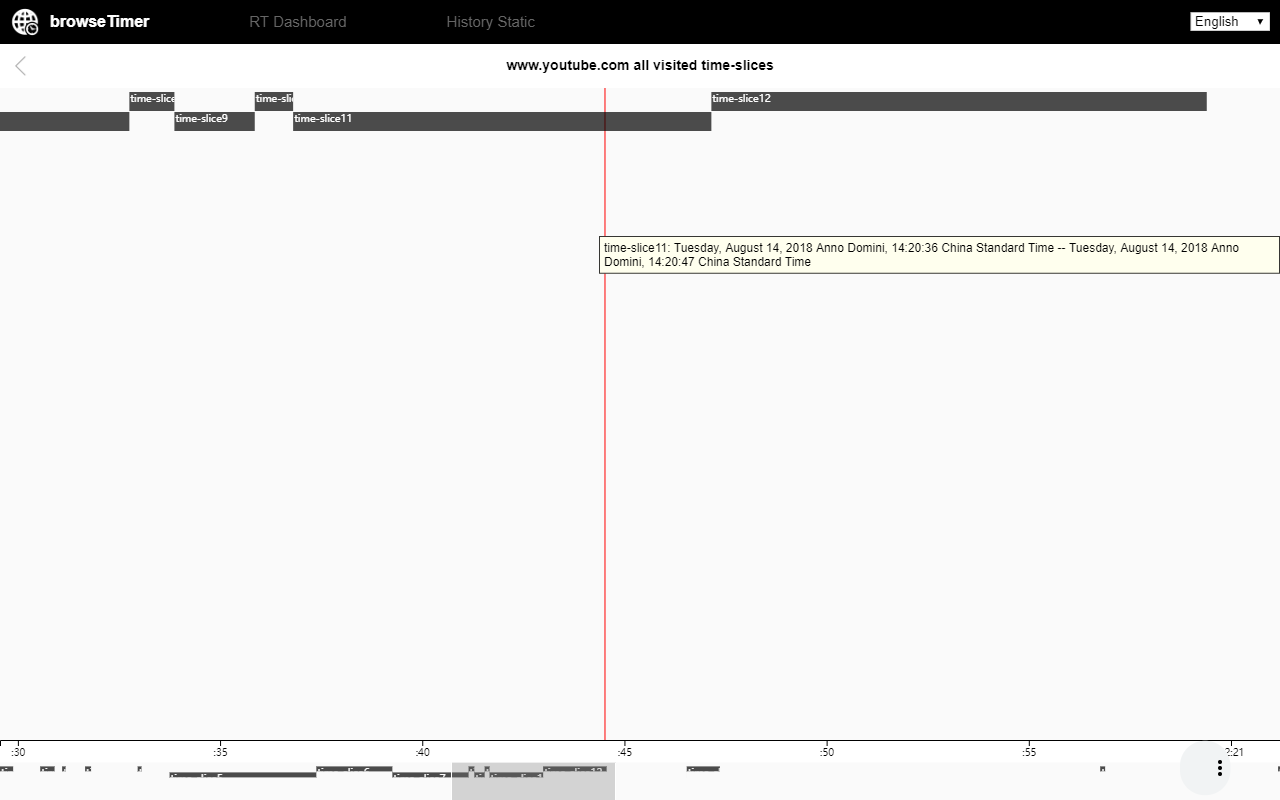 browseTimer RT Dashboard History Static English
www.youtube.com all visited time-slices
time-slice time-sli time-slice12
time-slice9 time-slice11
time-slice11: Tuesday, August 14, 2018 Anno Domini, 14:20:36 China Standard Time -- Tuesday, August 14, 2018 Anno
Domini, 14:20:47 China Standard Time
:30 :35 :40 :45 :50 :55 2:21